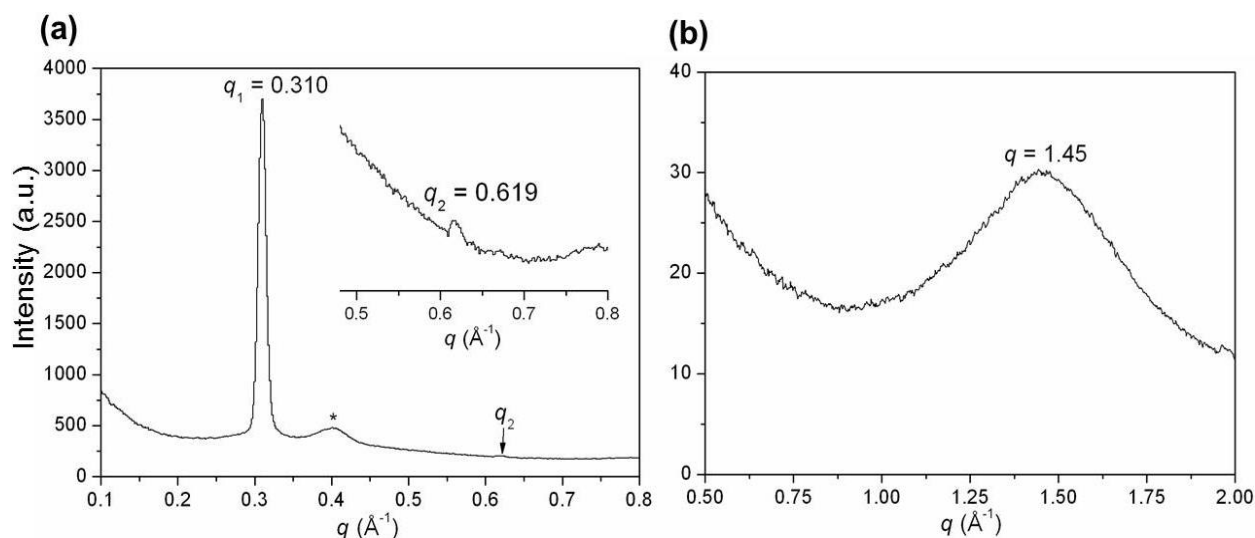 (a)
4000
3500
3000
2500
2000
1500
1000
500
0
Intensity (a.u.)
q₁ = 0.310
*
q₂
0.1 0.2 0.3 0.4 0.5 0.6 0.7 0.8
q (Å⁻¹)
q₂ = 0.619
0.5 0.6 0.7 0.8
q (Å⁻¹)
(b)
40
30
20
10
0
q = 1.45
0.50 0.75 1.00 1.25 1.50 1.75 2.00
q (Å⁻¹)